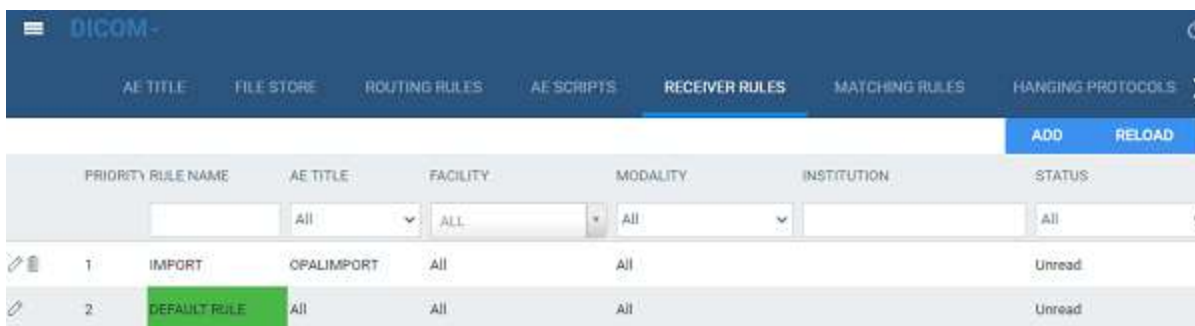 DICOM
AE TITLE FILE STORE ROUTING RULES AE SCRIPTS RECEIVER RULES MATCHING RULES HANGING PROTOCOLS
ADD RELOAD
PRIORITY RULE NAME AE TITLE FACILITY MODALITY INSTITUTION STATUS
All ALL All All
1 IMPORT OPALIMPORT All All Unread
2 DEFAULT RULE All All All Unread